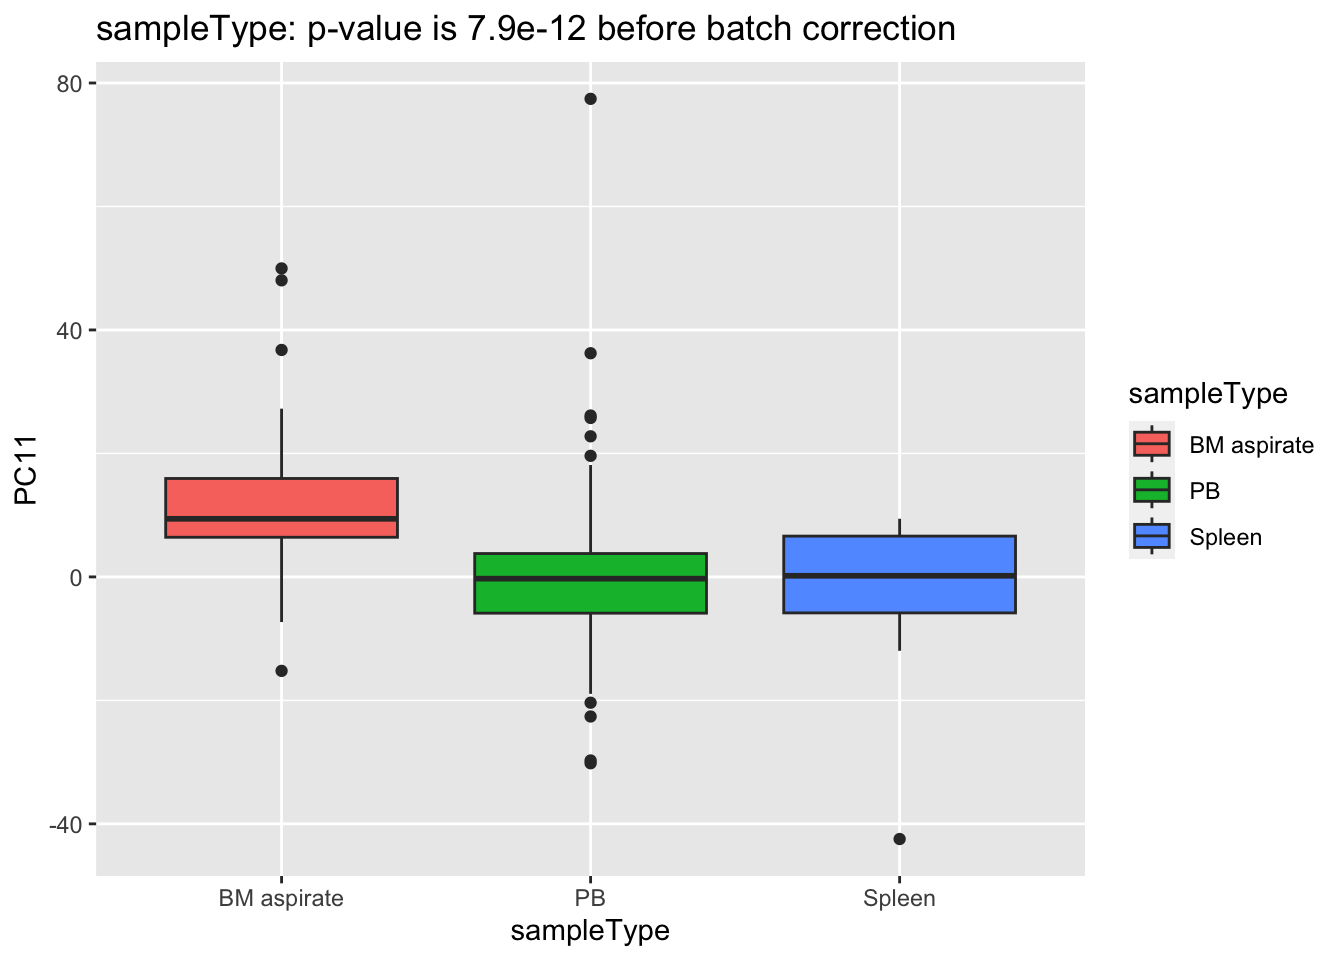 sampleType: p-value is 7.9e-12 before batch correction
80
40
0
-40
PC11
BM aspirate
PB
Spleen
sampleType
sampleType
BM aspirate
PB
Spleen